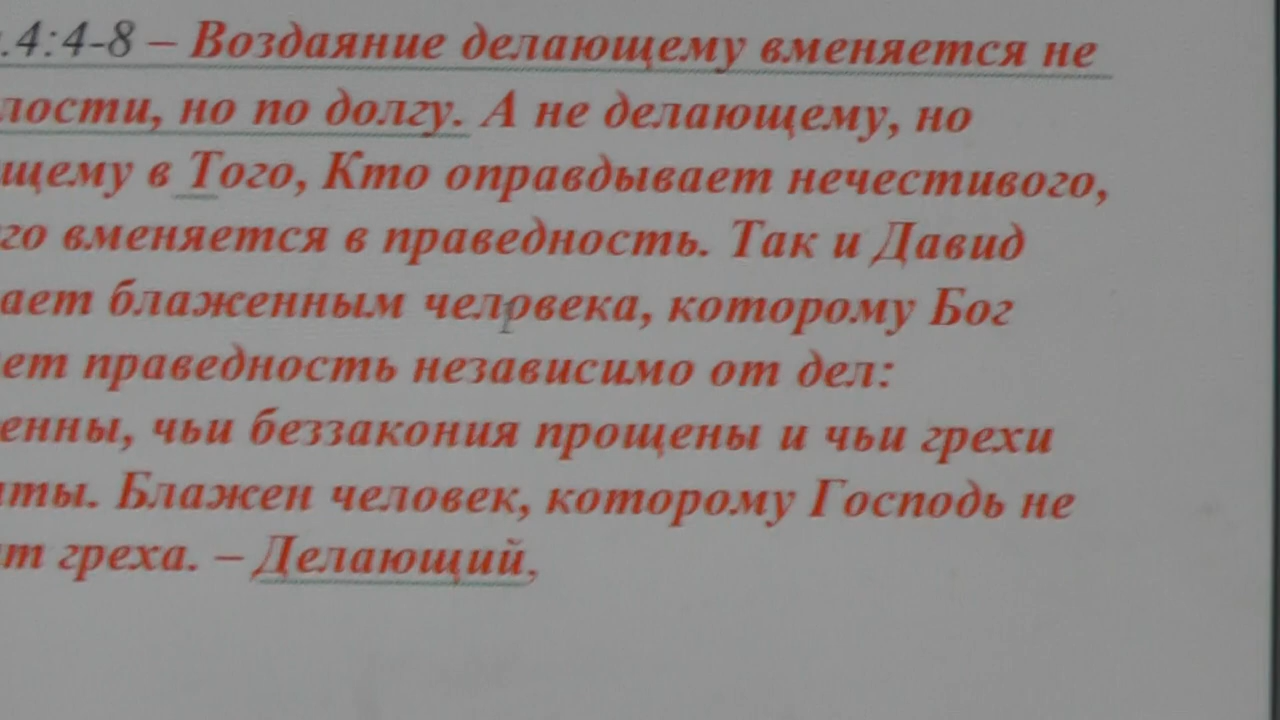 .4:4-8 – Воздаяние делающему вменяется не
лости, но по долгу. А не делающему, но
щему в Того, Кто оправдывает нечестивого,
го вменяется в праведность. Так и Давид
ает блаженным человека, которому Бог
ет праведность независимо от дел:
енны, чьи беззакония прощены и чьи грехи
ты. Блажен человек, которому Господь не
т греха. – Делающий,